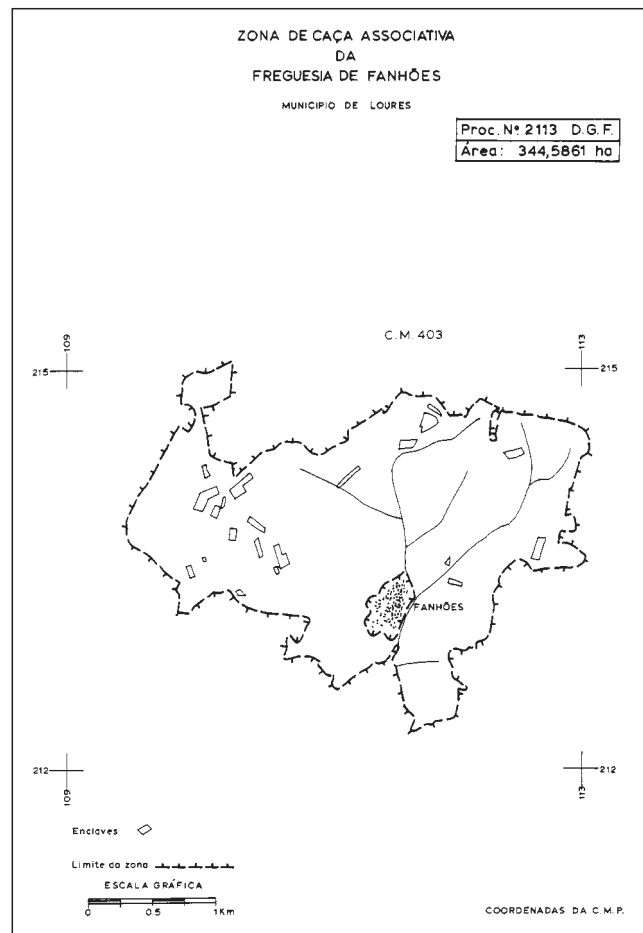 ZONA DE CAÇA ASSOCIATIVA
DA
FREGUESIA DE FANHÕES
MUNICIPIO DE LOURES
Proc. Nº 2113 D.G.F.
Área: 344,5861 ha
C.M. 403
109
113
215
215
FANHÕES
212
212
109
113
Enclaves
Limite da zona
ESCALA GRÁFICA
0 0.5 1Km
COORDENADAS DA C.M.P.